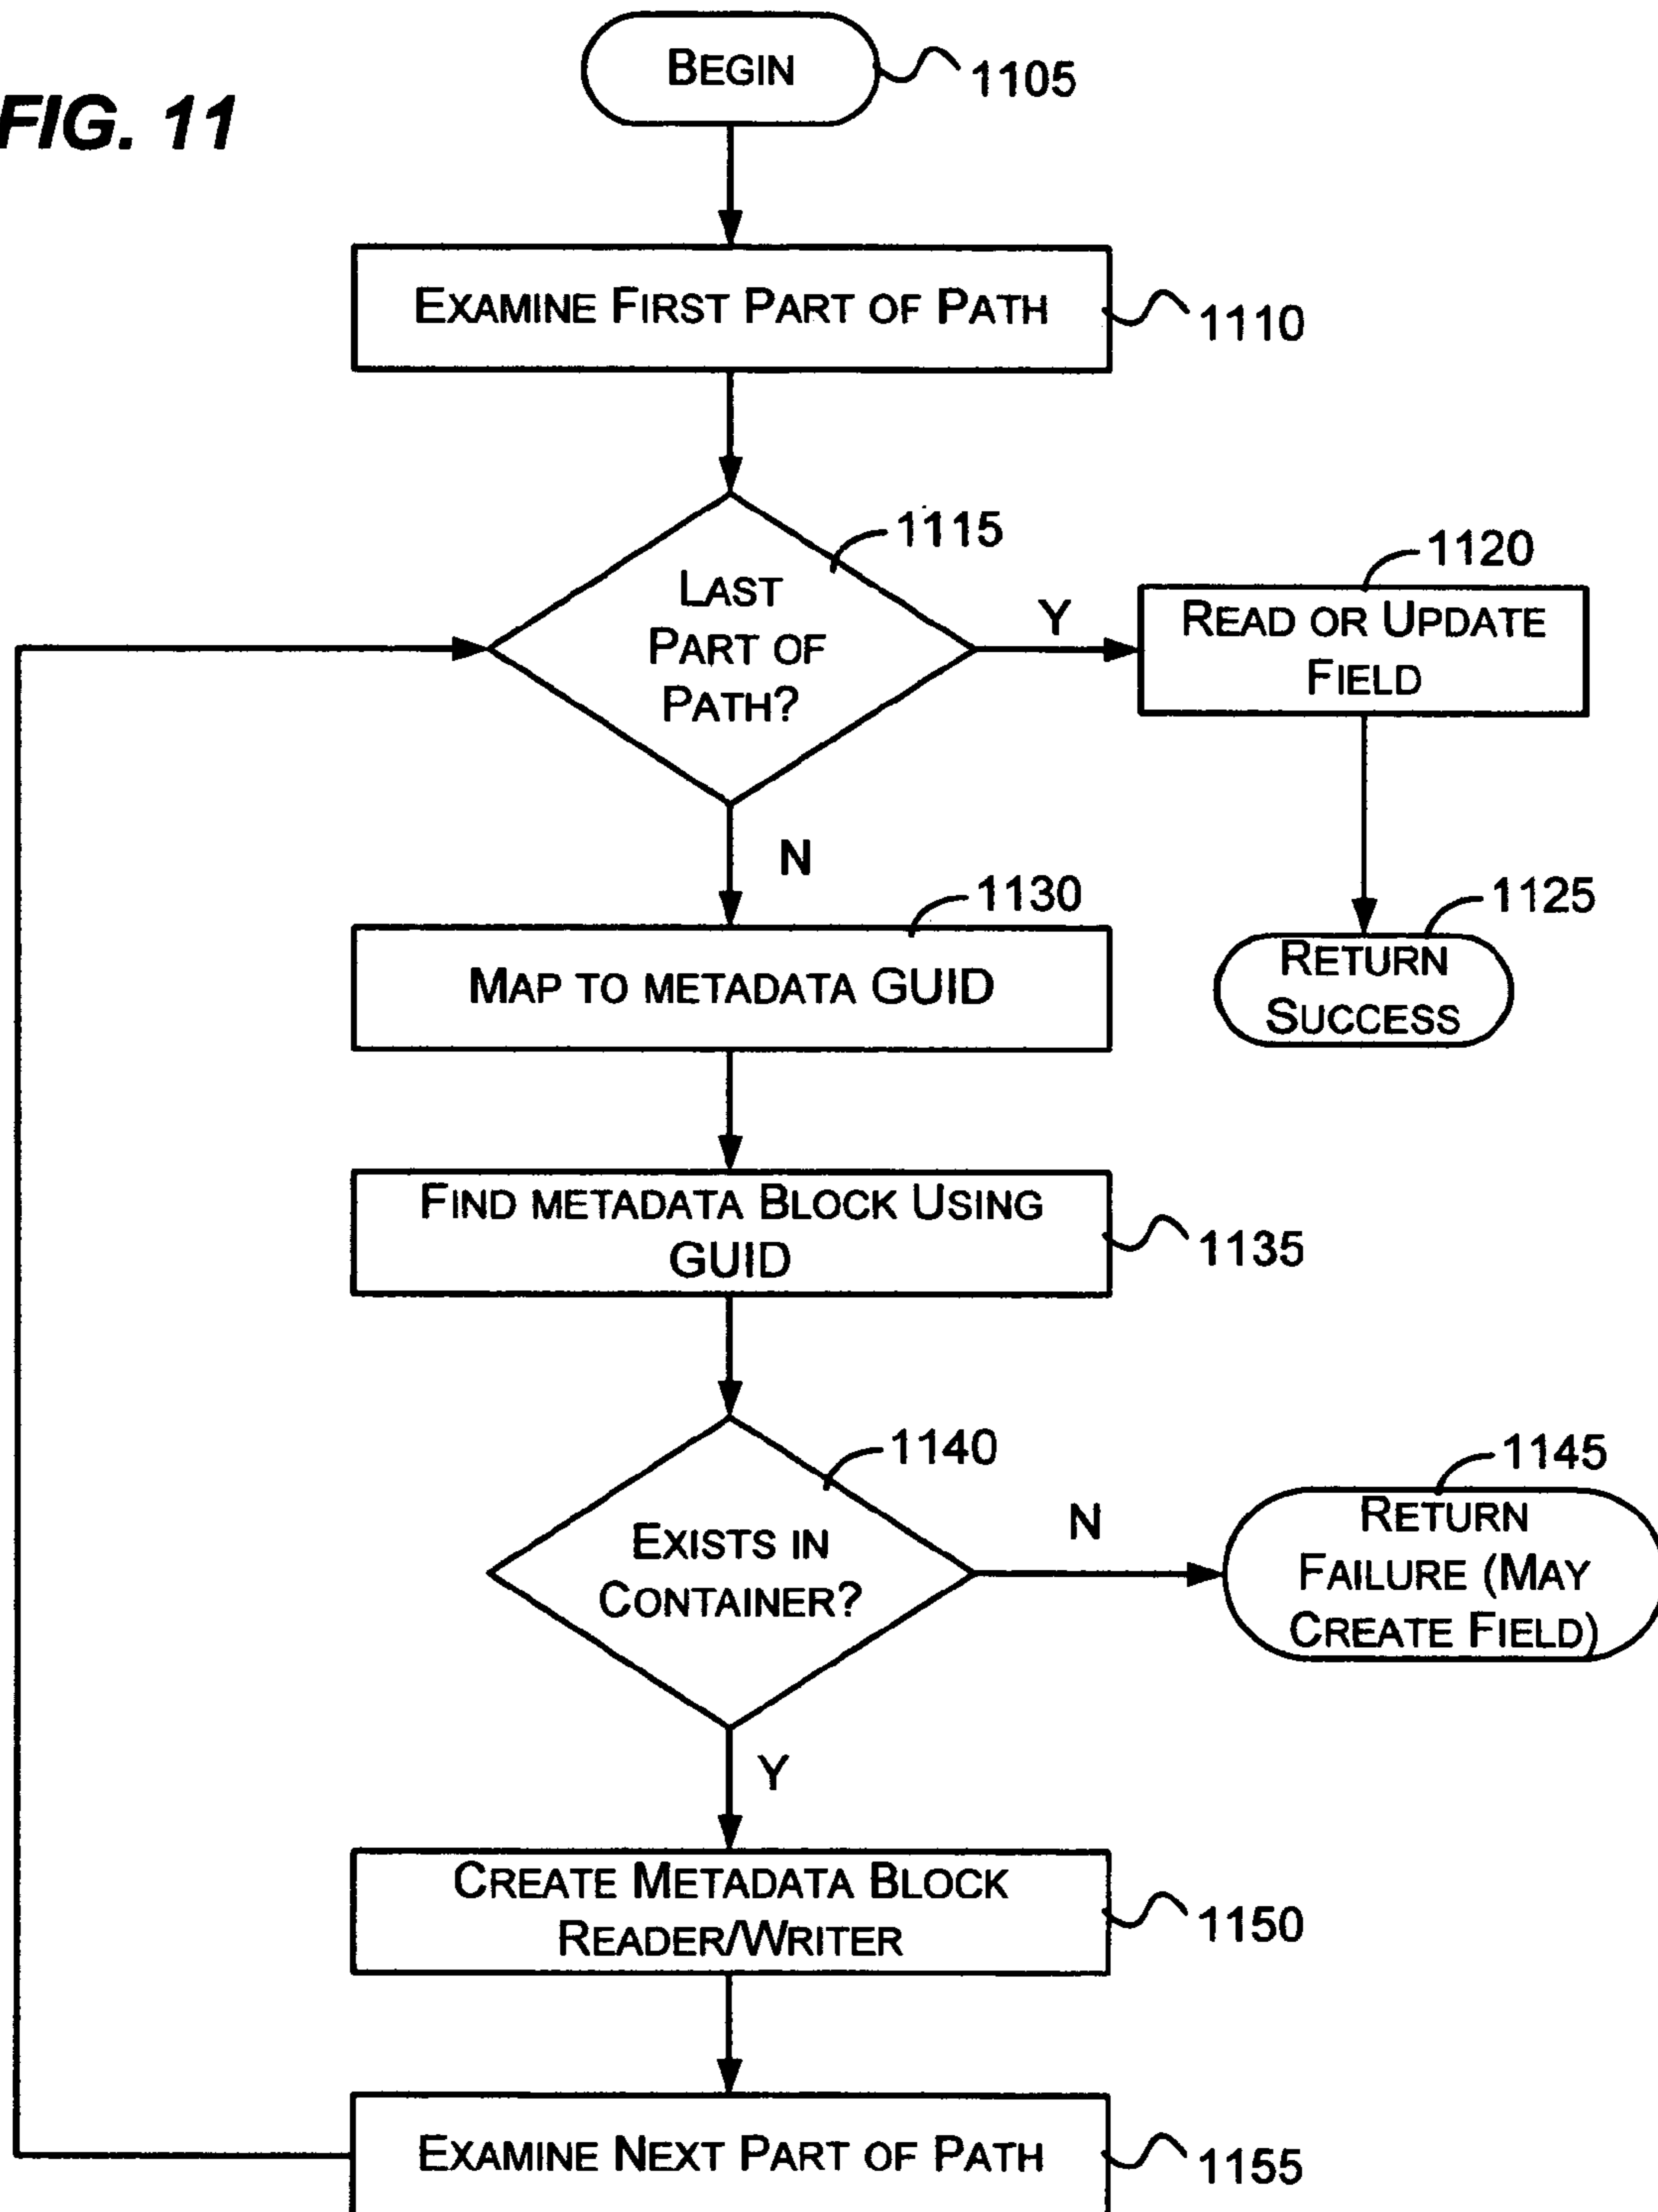 FIG. 11
BEGIN
1105
EXAMINE FIRST PART OF PATH
1110
1115
LAST
PART OF
PATH?
Y
1120
READ OR UPDATE
FIELD
N
1125
RETURN
SUCCESS
1130
MAP TO METADATA GUID
FIND METADATA BLOCK USING
GUID
1135
1140
EXISTS IN
CONTAINER?
N
1145
RETURN
FAILURE (MAY
CREATE FIELD)
Y
CREATE METADATA BLOCK
READER/WRITER
1150
EXAMINE NEXT PART OF PATH
1155